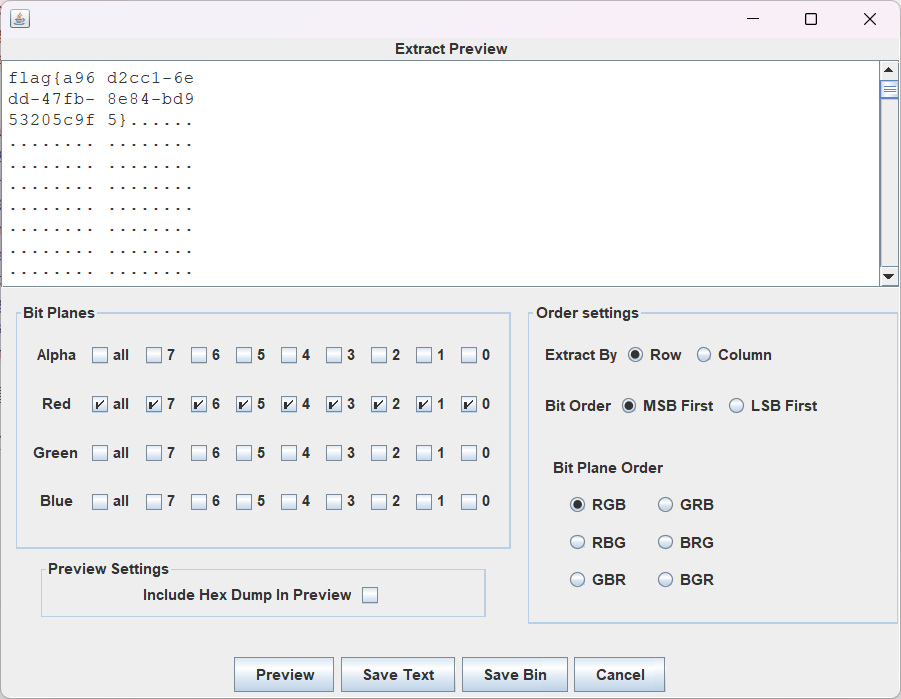 Extract Preview
flag{a96 d2cc1-6e
dd-47fb- 8e84-bd9
53205c9f 5}......
........ ........
........ ........
........ ........
........ ........
........ ........
........ ........
........ ........
Bit Planes
Alpha all 7 6 5 4 3 2 1 0
Red all 7 6 5 4 3 2 1 0
Green all 7 6 5 4 3 2 1 0
Blue all 7 6 5 4 3 2 1 0
Preview Settings
Include Hex Dump In Preview
Order settings
Extract By Row Column
Bit Order MSB First LSB First
Bit Plane Order
RGB GRB
RBG BRG
GBR BGR
Preview Save Text Save Bin Cancel